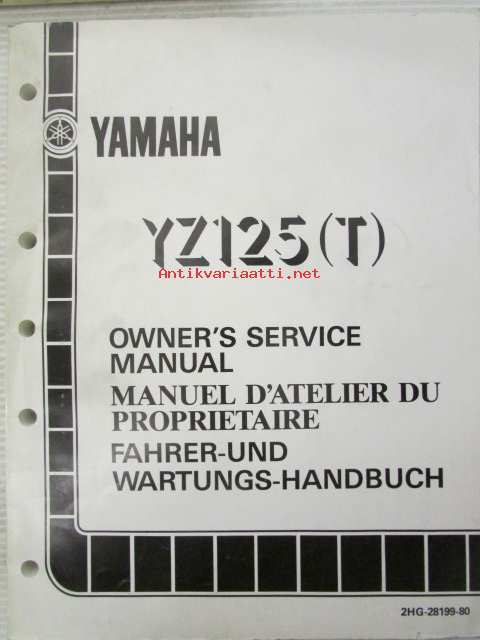 YAMAHA
YZ125(T)
Antikvariaatti.net
OWNER'S SERVICE
MANUAL
MANUEL D'ATELIER DU
PROPRIETAIRE
FAHRER-UND
WARTUNGS-HANDBUCH
2HG-28199-80